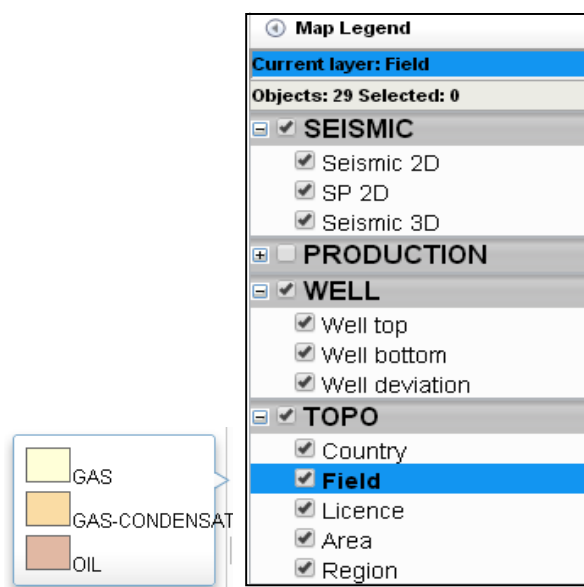 Map Legend
Current layer: Field
Objects: 29 Selected: 0
SEISMIC
Seismic 2D
SP 2D
Seismic 3D
PRODUCTION
WELL
Well top
Well bottom
Well deviation
TOPO
Country
Field
Licence
Area
Region
GAS
GAS-CONDENSAT
OIL